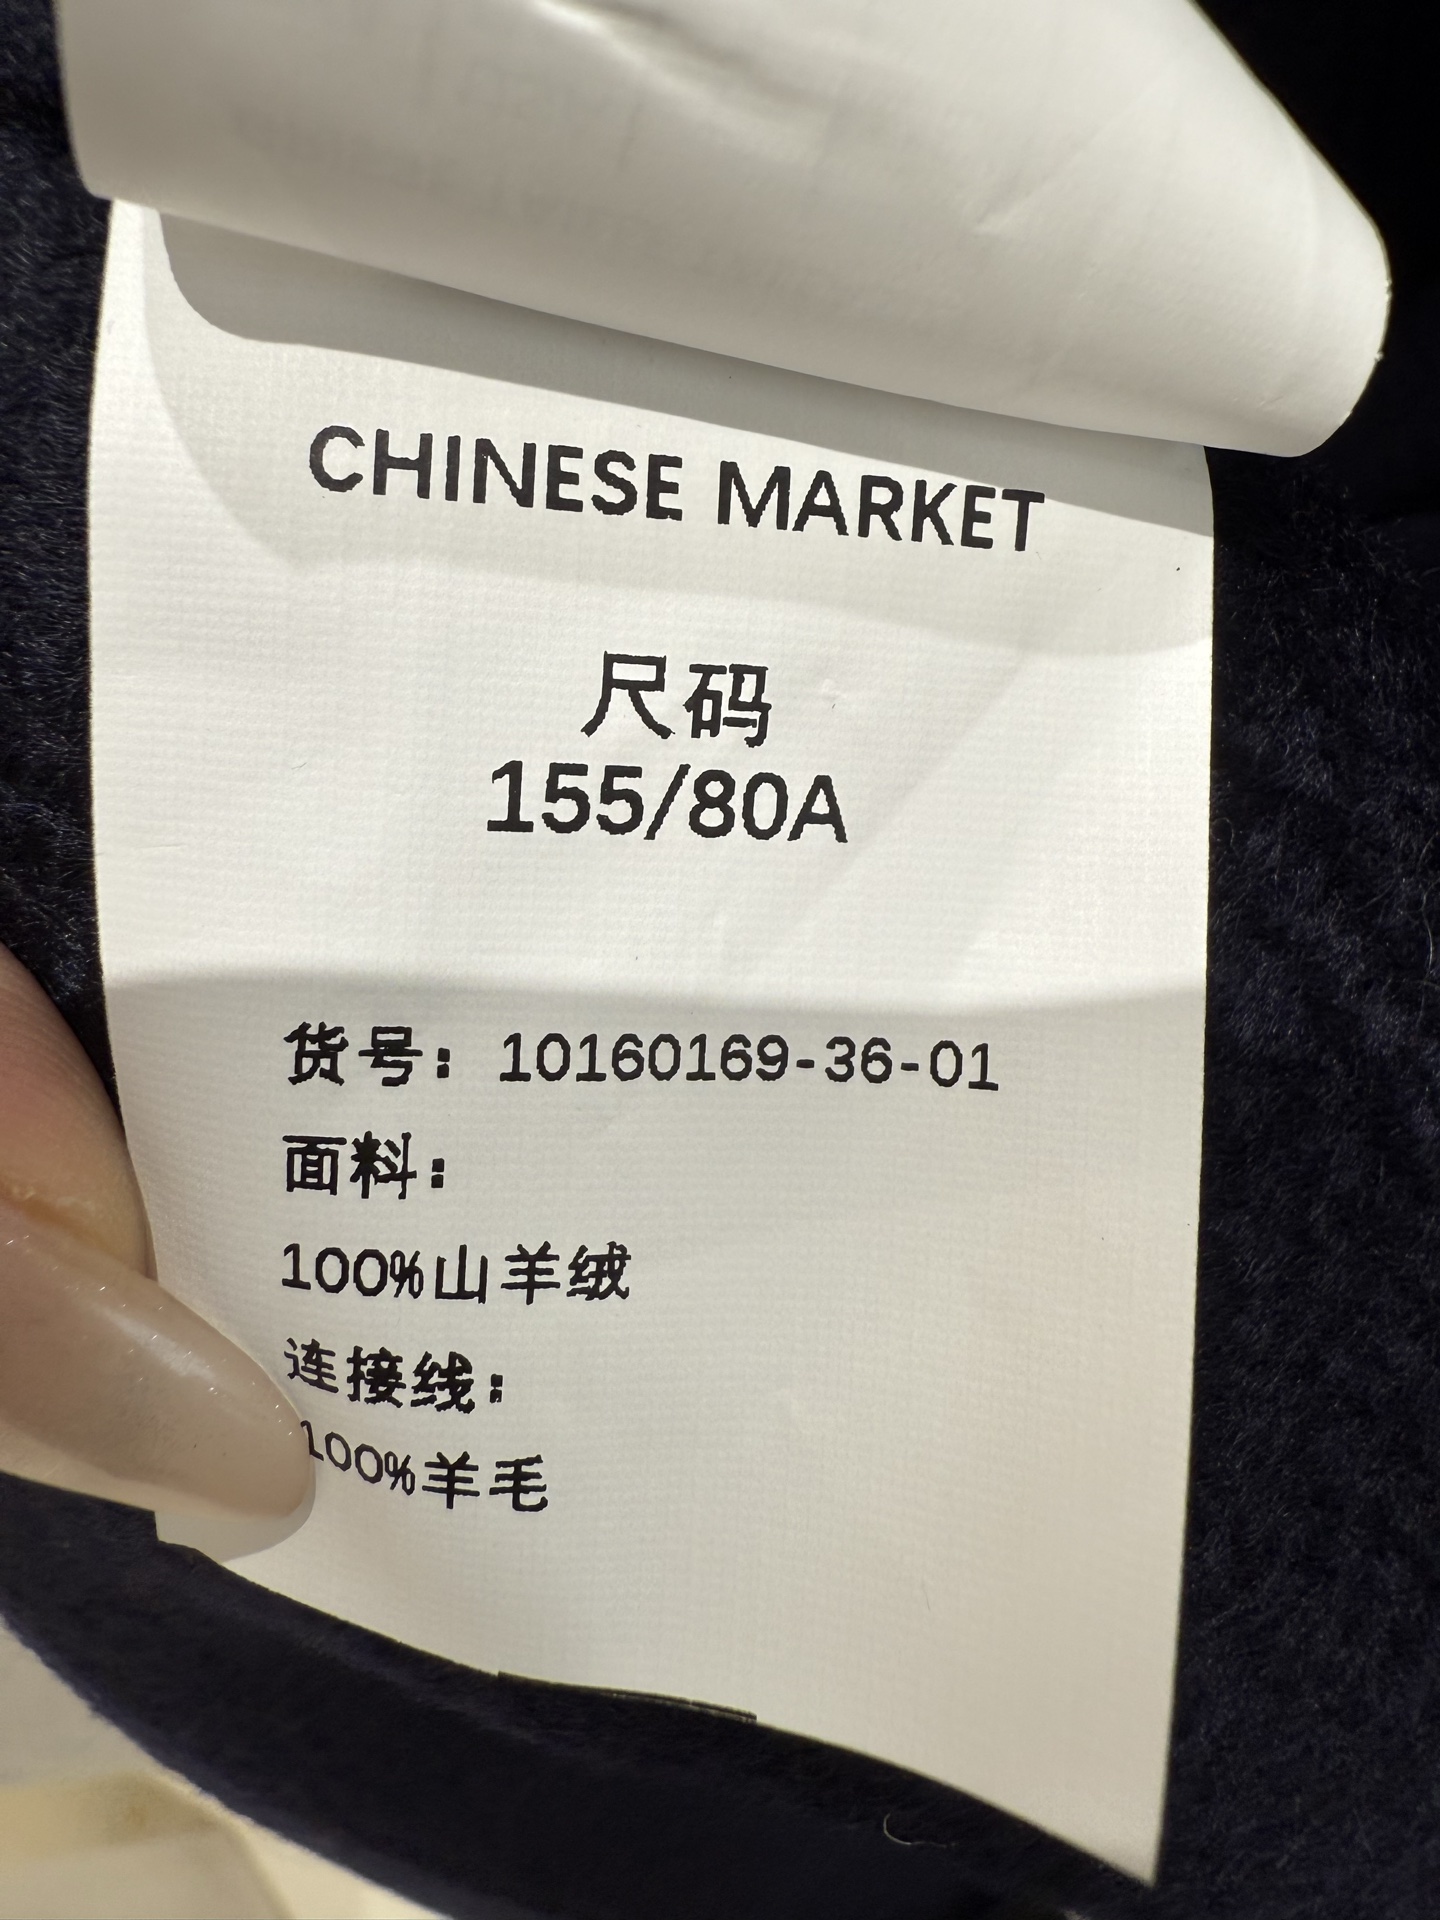 CHINESE MARKET
尺码
155/80A
货号：10160169-36-01
面料：
100%山羊绒
连接线：
100%羊毛